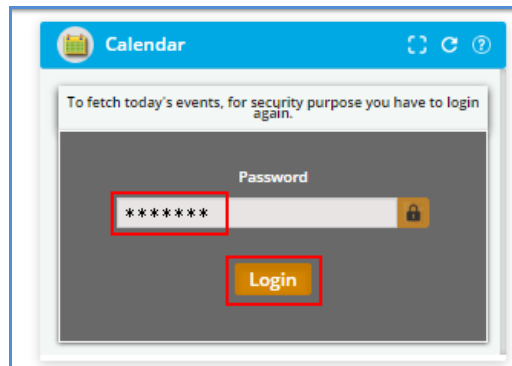 Calendar
To fetch today's events, for security purpose you have to login
again.
Password
*******
Login